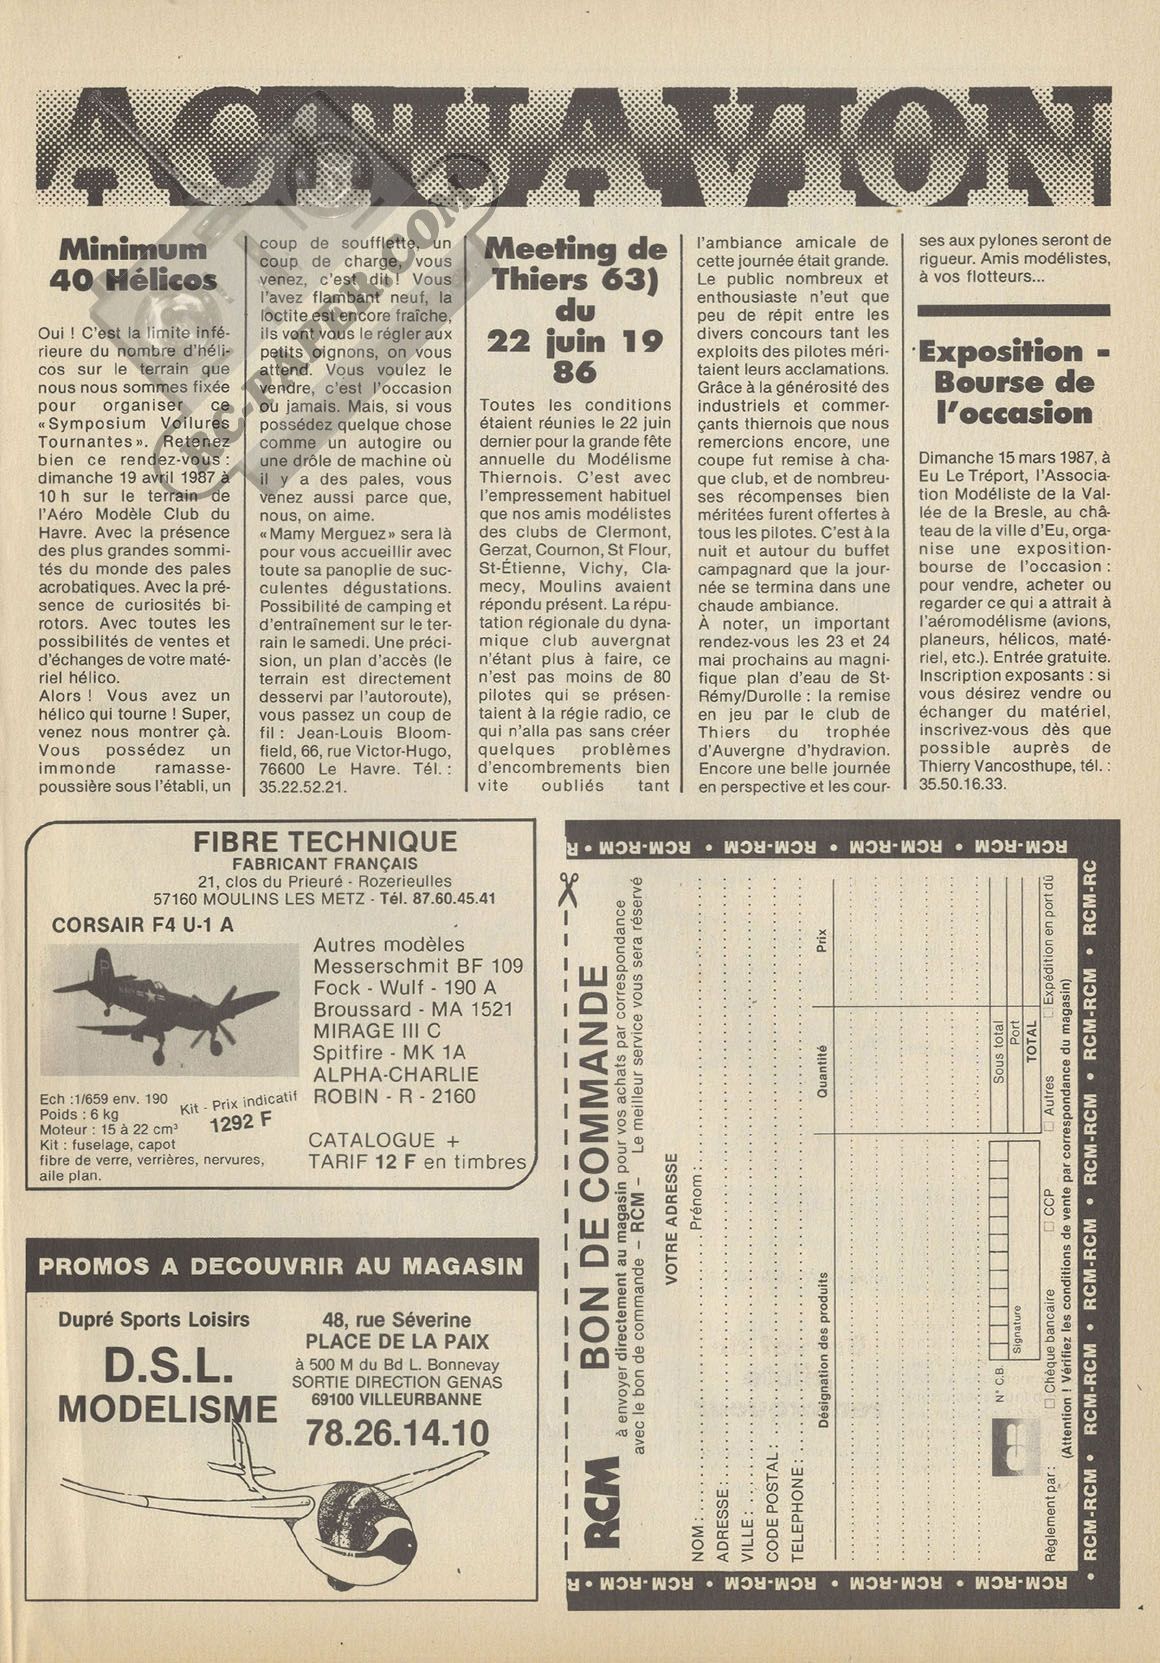 ACTUAVION
RC-PAPER.COM
Minimum
40 Hélicos
Oui ! C'est la limite infé-
rieure du nombre d'héli-
cos sur le terrain que
nous nous sommes fixée
pour organiser ce
«Symposium Voilures
Tournantes». Retenez
bien ce rendez-vous :
dimanche 19 avril 1987 à
10 h sur le terrain de
l'Aéro Modèle Club du
Havre. Avec la présence
des plus grandes sommi-
tés du monde des pales
acrobatiques. Avec la pré-
sence de curiosités bi-
rotors. Avec toutes les
possibilités de ventes et
d'échanges de votre maté-
riel hélico.
Alors ! Vous avez un
hélico qui tourne ! Super,
venez nous montrer çà.
Vous possédez un
immonde ramasse-
poussière sous l'établi, un
coup de soufflette, un
coup de charge, vous
venez, c'est dit ! Vous
l'avez flambant neuf, la
loctite est encore fraîche,
ils vont vous le régler aux
petits oignons, on vous
attend. Vous voulez le
vendre, c'est l'occasion
ou jamais. Mais, si vous
possédez quelque chose
comme un autogire ou
une drôle de machine où
il y a des pales, vous
venez aussi parce que,
nous, on aime.
«Mamy Merguez» sera là
pour vous accueillir avec
toute sa panoplie de suc-
culentes dégustations.
Possibilité de camping et
d'entraînement sur le ter-
rain le samedi. Une préci-
sion, un plan d'accès (le
terrain est directement
desservi par l'autoroute),
vous passez un coup de
fil : Jean-Louis Bloom-
field, 66, rue Victor-Hugo,
76600 Le Havre. Tél. :
35.22.52.21.
Meeting de
Thiers 63)
du
22 juin 19
86
Toutes les conditions
étaient réunies le 22 juin
dernier pour la grande fête
annuelle du Modélisme
Thiernois. C'est avec
l'empressement habituel
que nos amis modélistes
des clubs de Clermont,
Gerzat, Cournon, St Flour,
St-Étienne, Vichy, Cla-
mecy, Moulins avaient
répondu présent. La répu-
tation régionale du dyna-
mique club auvergnat
n'étant plus à faire, ce
n'est pas moins de 80
pilotes qui se présen-
taient à la régie radio, ce
qui n'alla pas sans créer
quelques problèmes
d'encombrements bien
vite oubliés tant
l'ambiance amicale de
cette journée était grande.
Le public nombreux et
enthousiaste n'eut que
peu de répit entre les
divers concours tant les
exploits des pilotes méri-
taient leurs acclamations.
Grâce à la générosité des
industriels et commer-
çants thiernois que nous
remercions encore, une
coupe fut remise à cha-
que club, et de nombreu-
ses récompenses bien
méritées furent offertes à
tous les pilotes. C'est à la
nuit et autour du buffet
campagnard que la jour-
née se termina dans une
chaude ambiance.
À noter, un important
rendez-vous les 23 et 24
mai prochains au magni-
fique plan d'eau de St-
Rémy/Durolle : la remise
en jeu par le club de
Thiers du trophée
d'Auvergne d'hydravion.
Encore une belle journée
en perspective et les cour-
ses aux pylones seront de
rigueur. Amis modélistes,
à vos flotteurs...
Exposition -
Bourse de
l'occasion
Dimanche 15 mars 1987, à
Eu Le Tréport, l'Associa-
tion Modéliste de la Val-
lée de la Bresle, au châ-
teau de la ville d'Eu, orga-
nise une exposition-
bourse de l'occasion :
pour vendre, acheter ou
regarder ce qui a attrait à
l'aéromodélisme (avions,
planeurs, hélicos, maté-
riel, etc.). Entrée gratuite.
Inscription exposants : si
vous désirez vendre ou
échanger du matériel,
inscrivez-vous dès que
possible auprès de
Thierry Vancosthupe, tél. :
35.50.16.33.
FIBRE TECHNIQUE
FABRICANT FRANÇAIS
21, clos du Prieuré - Rozerieulles
57160 MOULINS LES METZ - Tél. 87.60.45.41
CORSAIR F4 U-1 A
Autres modèles
Messerschmit BF 109
Fock - Wulf - 190 A
Broussard - MA 1521
MIRAGE III C
Spitfire - MK 1A
ALPHA-CHARLIE
ROBIN - R - 2160
Ech :1/659 env. 190
Poids : 6 kg
Moteur : 15 à 22 cm³
Kit : fuselage, capot
fibre de verre, verrières, nervures,
aile plan.
Kit - Prix indicatif
1292 F
CATALOGUE +
TARIF 12 F en timbres
PROMOS A DECOUVRIR AU MAGASIN
Dupré Sports Loisirs
D.S.L.
MODELISME
48, rue Séverine
PLACE DE LA PAIX
à 500 M du Bd L. Bonnevay
SORTIE DIRECTION GENAS
69100 VILLEURBANNE
78.26.14.10
R • RCM-RCM • RCM-RCM • RCM-RCM • RCM-RCM
RCM BON DE COMMANDE
à envoyer directement au magasin pour vos achats par correspondance
avec le bon de commande – RCM – Le meilleur service vous sera réservé
VOTRE ADRESSE
NOM : Prénom :
ADRESSE
VILLE :
CODE POSTAL :
TELEPHONE :
Désignation des produits Quantité Prix
Sous total
Port
TOTAL
N° C.B.
Signature
Règlement par : □ Chèque bancaire □ CCP □ Autres □ Expédition en port dû
(Attention ! Vérifiez les conditions de vente par correspondance du magasin)
• RCM-RCM • RCM-RCM • RCM-RCM • RCM-RCM • RCM-RCM • RCM-RC
R • RCM-RCM • RCM-RCM • RCM-RCM • RCM-RCM